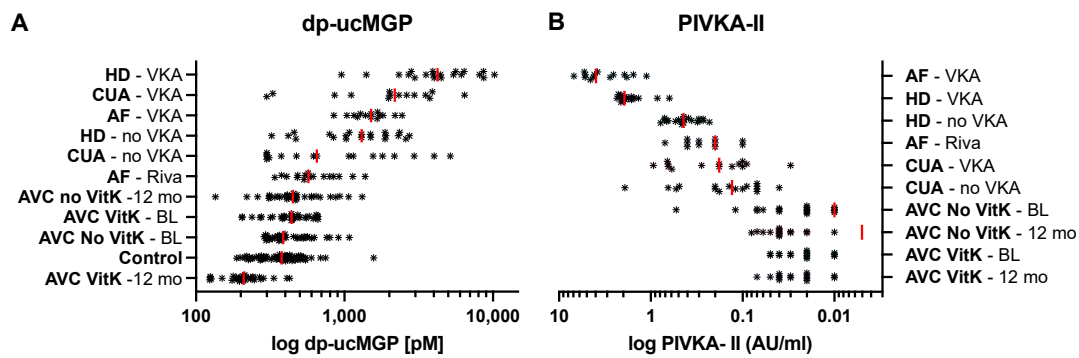 A
dp-ucMGP
HD - VKA
CUA - VKA
AF - VKA
HD - no VKA
CUA - no VKA
AF - Riva
AVC no VitK -12 mo
AVC VitK - BL
AVC No VitK - BL
Control
AVC VitK -12 mo
100
1,000
10,000
log dp-ucMGP [pM]
B
PIVKA-II
AF - VKA
HD - VKA
HD - no VKA
AF - Riva
CUA - VKA
CUA - no VKA
AVC No VitK - BL
AVC No VitK - 12 mo
AVC VitK - BL
AVC VitK - 12 mo
10
1
0.1
0.01
log PIVKA- II (AU/ml)